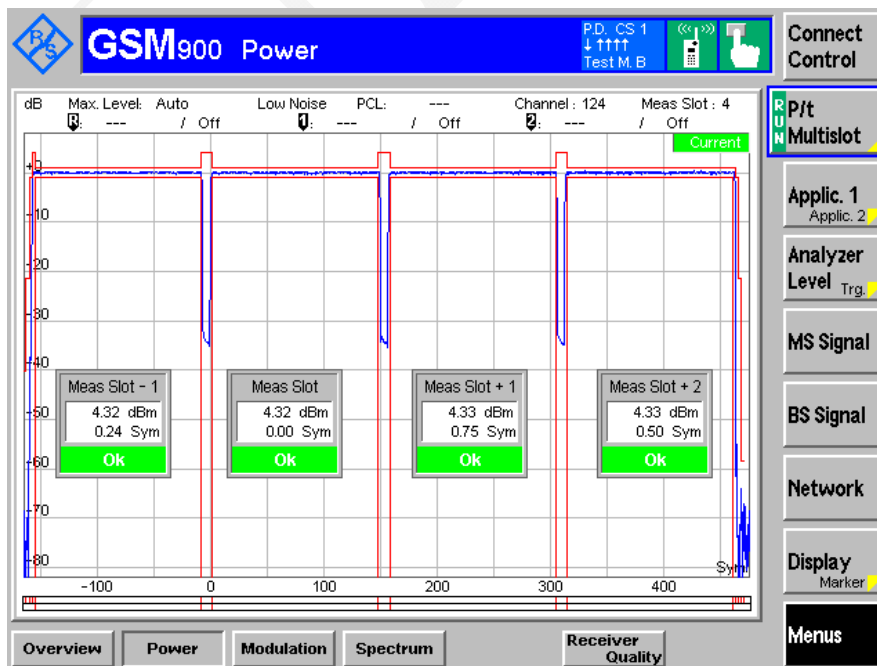 R&S
GSM900 Power
P.D. CS 1
↓ ↑↑↑↑
Test M. B
Connect
Control
dB Max. Level: Auto Low Noise PCL: --- Channel : 124 Meas Slot : 4
R: --- / Off 1: --- / Off 2: --- / Off
Current
RUN
P/t
Multislot
Applic. 1
Applic. 2
Analyzer
Level Trg.
MS Signal
BS Signal
Network
Display
Marker
Menus
+0
-10
-20
-30
-40
-50
-60
-70
-80
Meas Slot - 1
4.32 dBm
0.24 Sym
Ok
Meas Slot
4.32 dBm
0.00 Sym
Ok
Meas Slot + 1
4.33 dBm
0.75 Sym
Ok
Meas Slot + 2
4.33 dBm
0.50 Sym
Ok
Sym
-100 0 100 200 300 400
Overview Power Modulation Spectrum Receiver
Quality